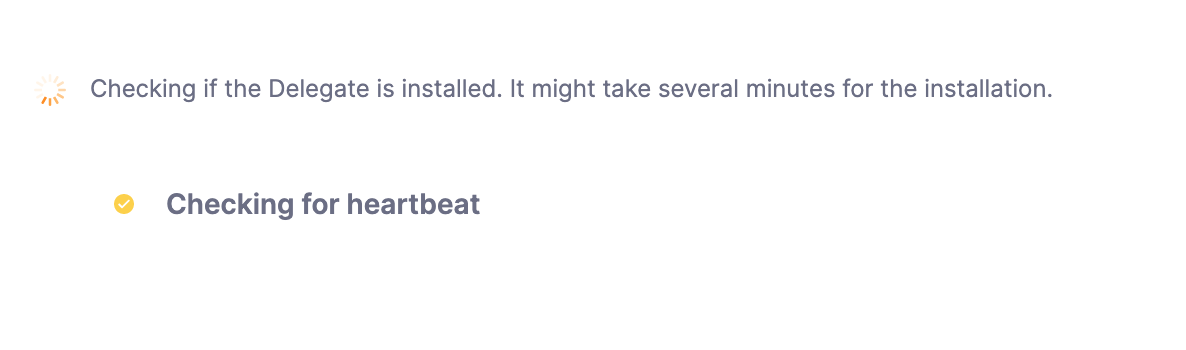 Checking if the Delegate is installed. It might take several minutes for the installation.
Checking for heartbeat